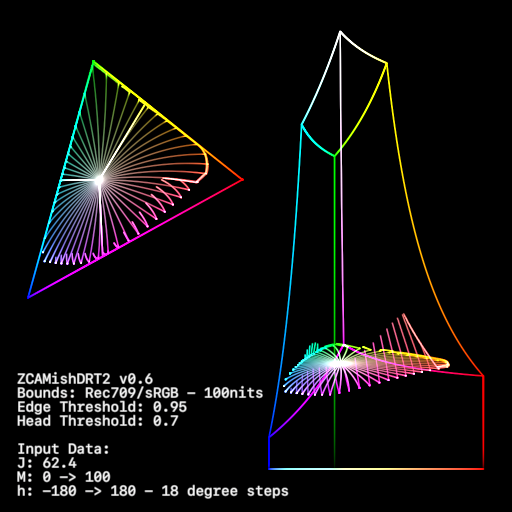 ZCAMishDRT2 v0.6
Bounds: Rec709/sRGB - 100nits
Edge Threshold: 0.95
Head Threshold: 0.7
Input Data:
J: 62.4
M: 0 -> 100
h: -180 -> 180 - 18 degree steps